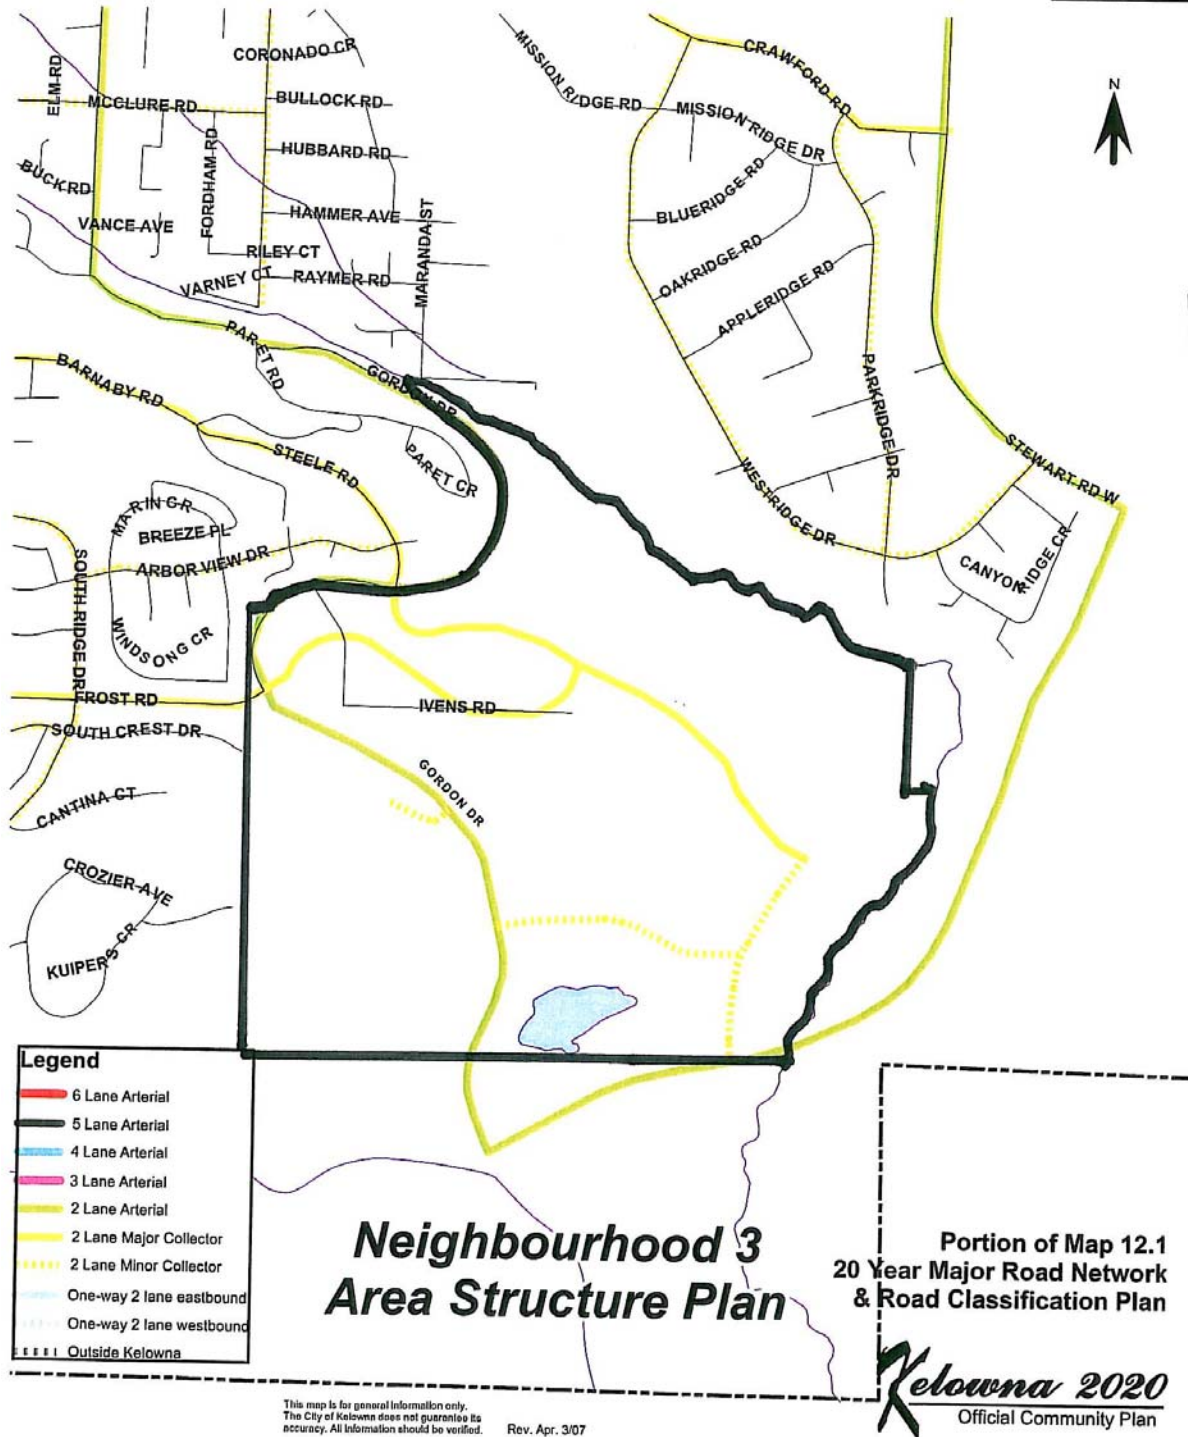 CORONADO CR
ELM RD
MCCLURE RD
BULLOCK RD
FORDHAM RD
HUBBARD RD
BUCK RD
VANCE AVE
HAMMER AVE
MARANDA ST
RILEY CT
VARNEY CT
RAYMER RD
MISSION RIDGE RD
CRAWFORD RD
MISSION RIDGE DR
N
BLUERIDGE RD
OAKRIDGE RD
APPLERIDGE RD
PARKRIDGE DR
PARET RD
GORDON DR
BARNABY RD
STEELE RD
PARET CR
STEWART RD W
WESTRIDGE DR
CANYON RIDGE CR
MARIN CR
BREEZE PL
ARBOR VIEW DR
SOUTH RIDGE DR
WINDSONG CR
FROST RD
IVENS RD
SOUTH CREST DR
GORDON DR
CANTINA CT
CROZIER AVE
KUIPERS CR
Legend
6 Lane Arterial
5 Lane Arterial
4 Lane Arterial
3 Lane Arterial
2 Lane Arterial
2 Lane Major Collector
2 Lane Minor Collector
One-way 2 lane eastbound
One-way 2 lane westbound
Outside Kelowna
Neighbourhood 3
Area Structure Plan
Portion of Map 12.1
20 Year Major Road Network
& Road Classification Plan
Kelowna 2020
Official Community Plan
This map is for general information only.
The City of Kelowna does not guarantee its
accuracy. All information should be verified.
Rev. Apr. 3/07